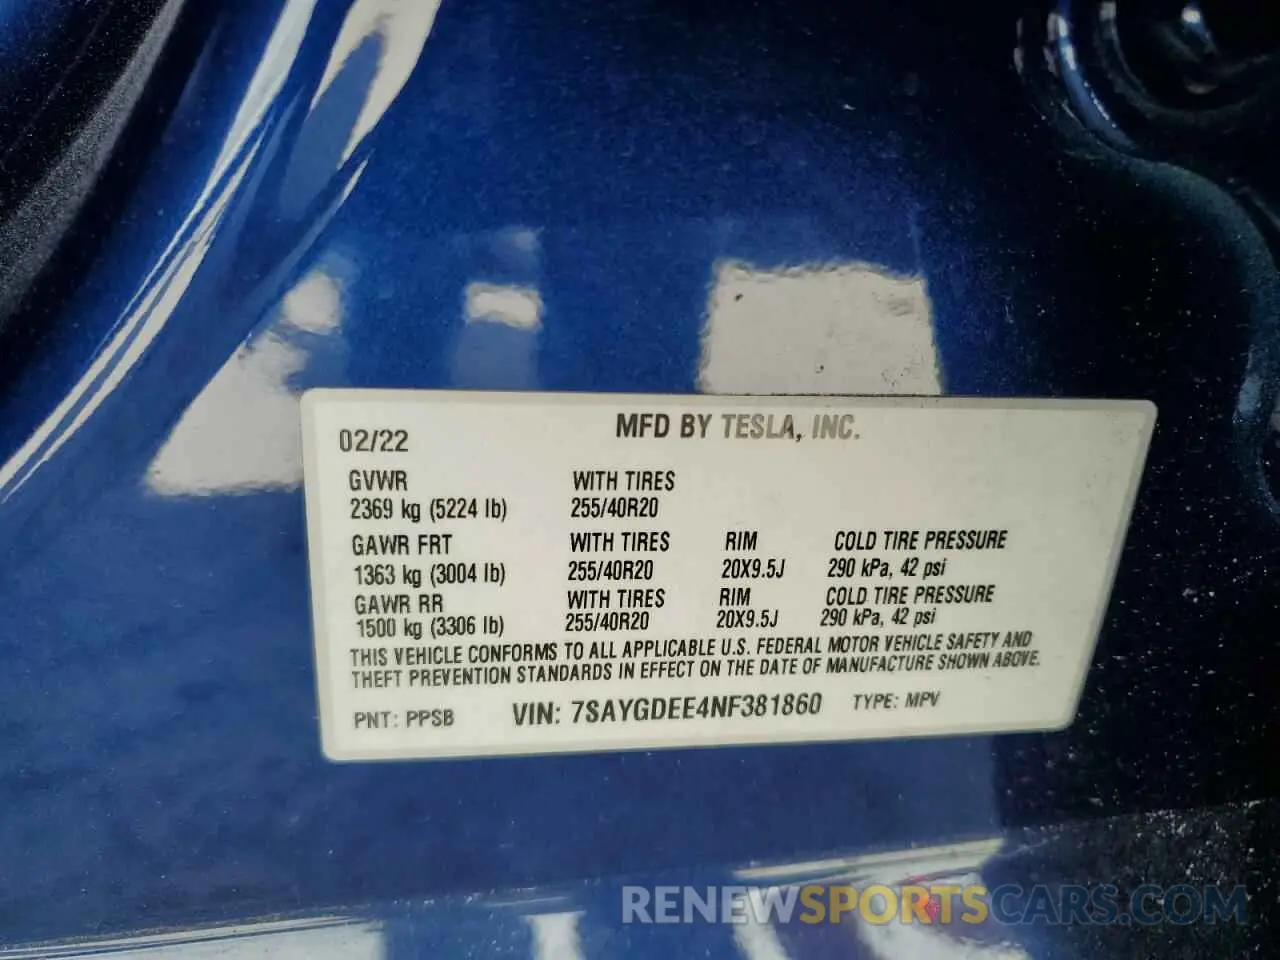 MFD BY TESLA, INC.
02/22
GVWR WITH TIRES
2369 kg (5224 lb) 255/40R20
GAWR FRT WITH TIRES RIM COLD TIRE PRESSURE
1363 kg (3004 lb) 255/40R20 20X9.5J 290 kPa, 42 psi
GAWR RR WITH TIRES RIM COLD TIRE PRESSURE
1500 kg (3306 lb) 255/40R20 20X9.5J 290 kPa, 42 psi
THIS VEHICLE CONFORMS TO ALL APPLICABLE U.S. FEDERAL MOTOR VEHICLE SAFETY AND
THEFT PREVENTION STANDARDS IN EFFECT ON THE DATE OF MANUFACTURE SHOWN ABOVE.
PNT: PPSB VIN: 7SAYGDEE4NF381860 TYPE: MPV
RENEWSPORTSCARS.COM